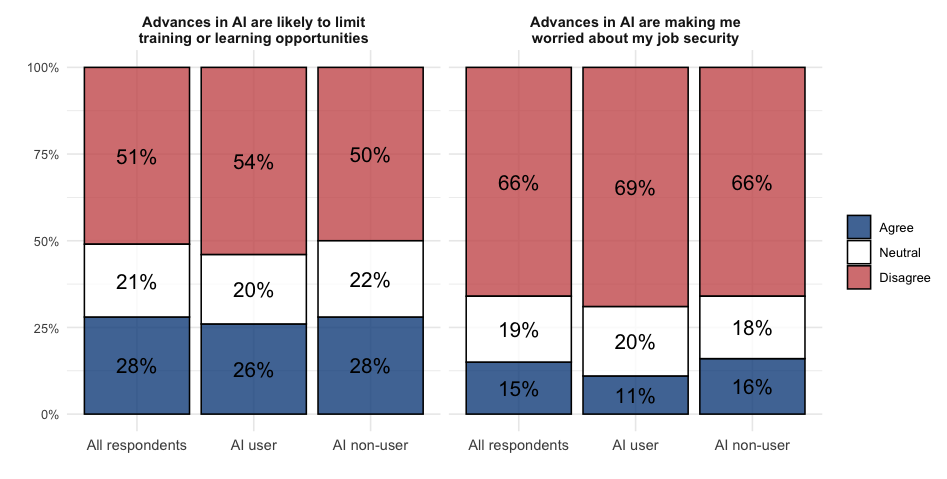 Advances in AI are likely to limit
training or learning opportunities
Advances in AI are making me
worried about my job security
100%
75%
50%
25%
0%
51%
54%
50%
21%
20%
22%
28%
26%
28%
66%
69%
66%
19%
20%
18%
15%
11%
16%
All respondents
AI user
AI non-user
All respondents
AI user
AI non-user
Agree
Neutral
Disagree